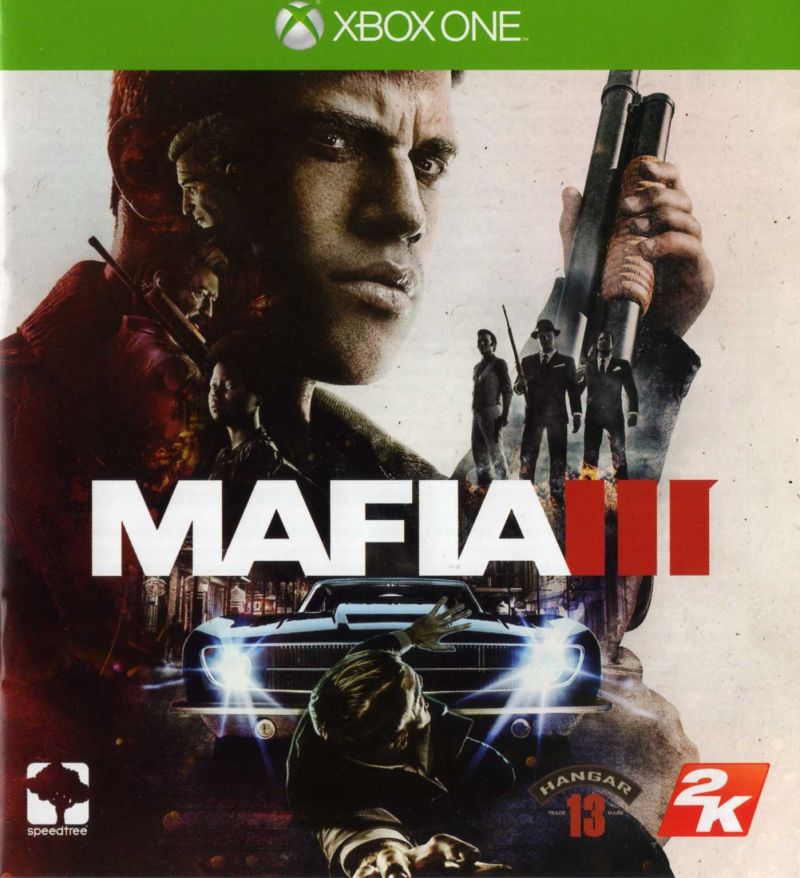 XBOX ONE
MAFIA III
speedtree
HANGAR
TRADE 13 MARK
2K